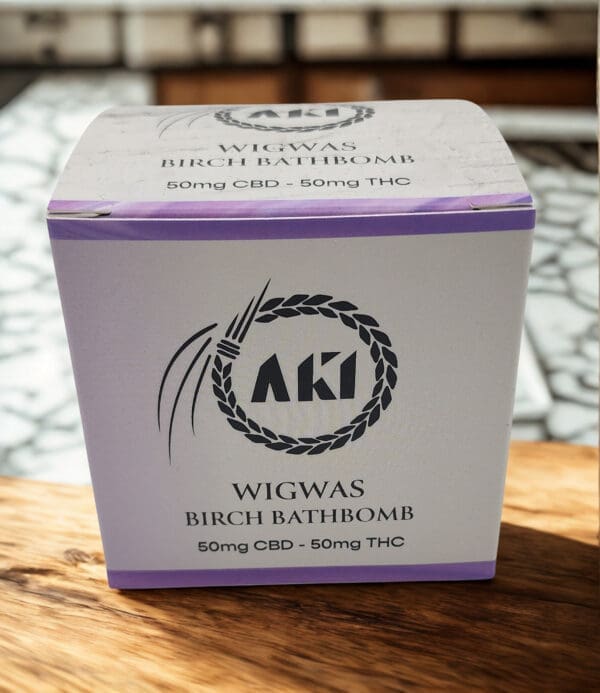 AKI
WIGWAS
BIRCH BATHBOMB
50mg CBD - 50mg THC
AKI
WIGWAS
BIRCH BATHBOMB
50mg CBD - 50mg THC